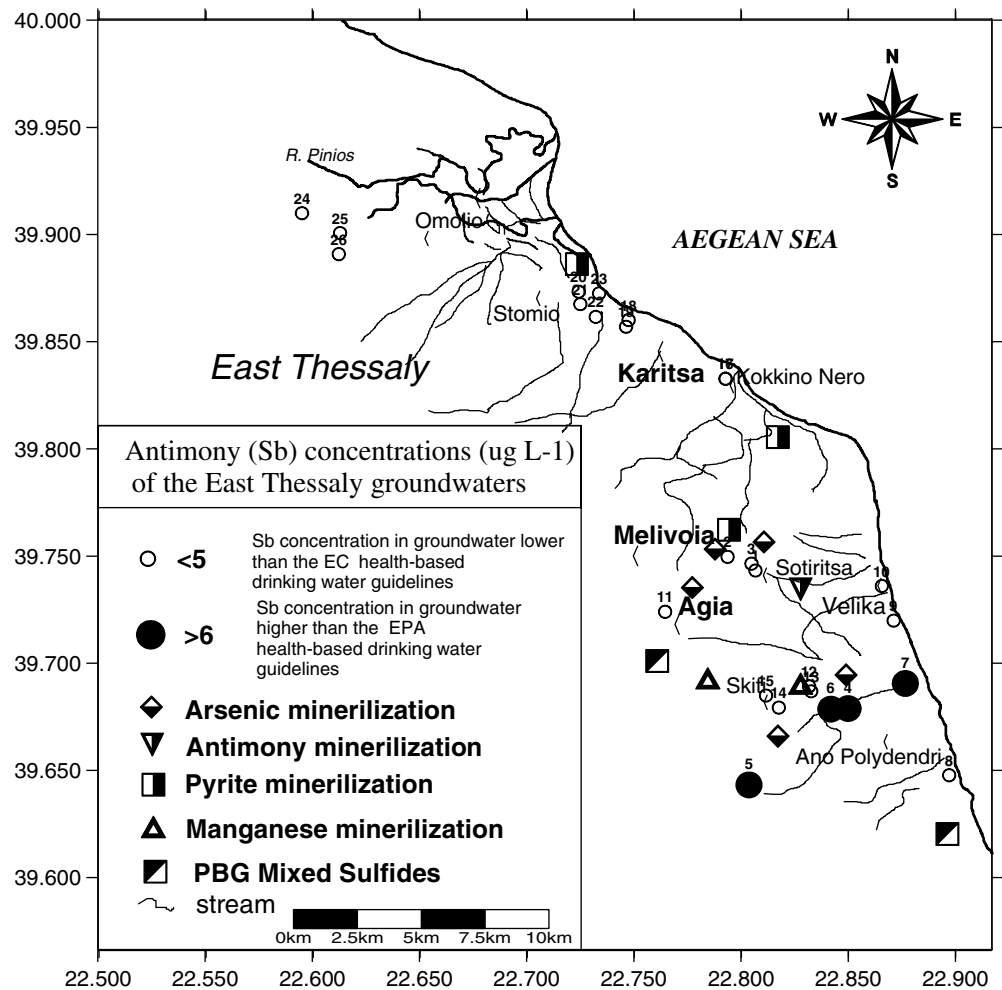 40.000
N
39.950
W
E
R. Pinios
S
24
39.900
25
Omolio
AEGEAN SEA
26
20
23
21
39.850
Stomio
22
18
19
East Thessaly
Karitsa
Kokkino Nero
39.800
Antimony (Sb) concentrations (ug L-1)
of the East Thessaly groundwaters
39.750
<5
Sb concentration in groundwater lower
than the EC health-based
drinking water guidelines
Melivoia
2
3
Sotiritsa
10
11
Agia
Velika
9
>6
Sb concentration in groundwater
higher than the EPA
health-based drinking water
guidelines
39.700
7
12
13
Skiti
15
14
6
4
Arsenic minerilization
Antimony minerilization
Ano Polydendri
39.650
5
8
Pyrite minerilization
Manganese minerilization
39.600
PBG Mixed Sulfides
stream
0km 2.5km 5km 7.5km 10km
22.500 22.600 22.650 22.700 22.750 22.800 22.850 22.900